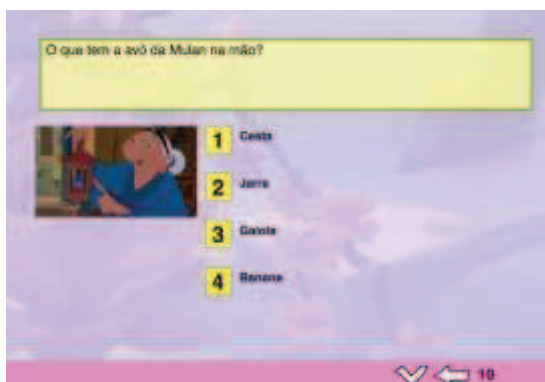 O que tem a avó da Mulan na mão?
1 Cesta
2 Jarra
3 Gaiola
4 Banana
10